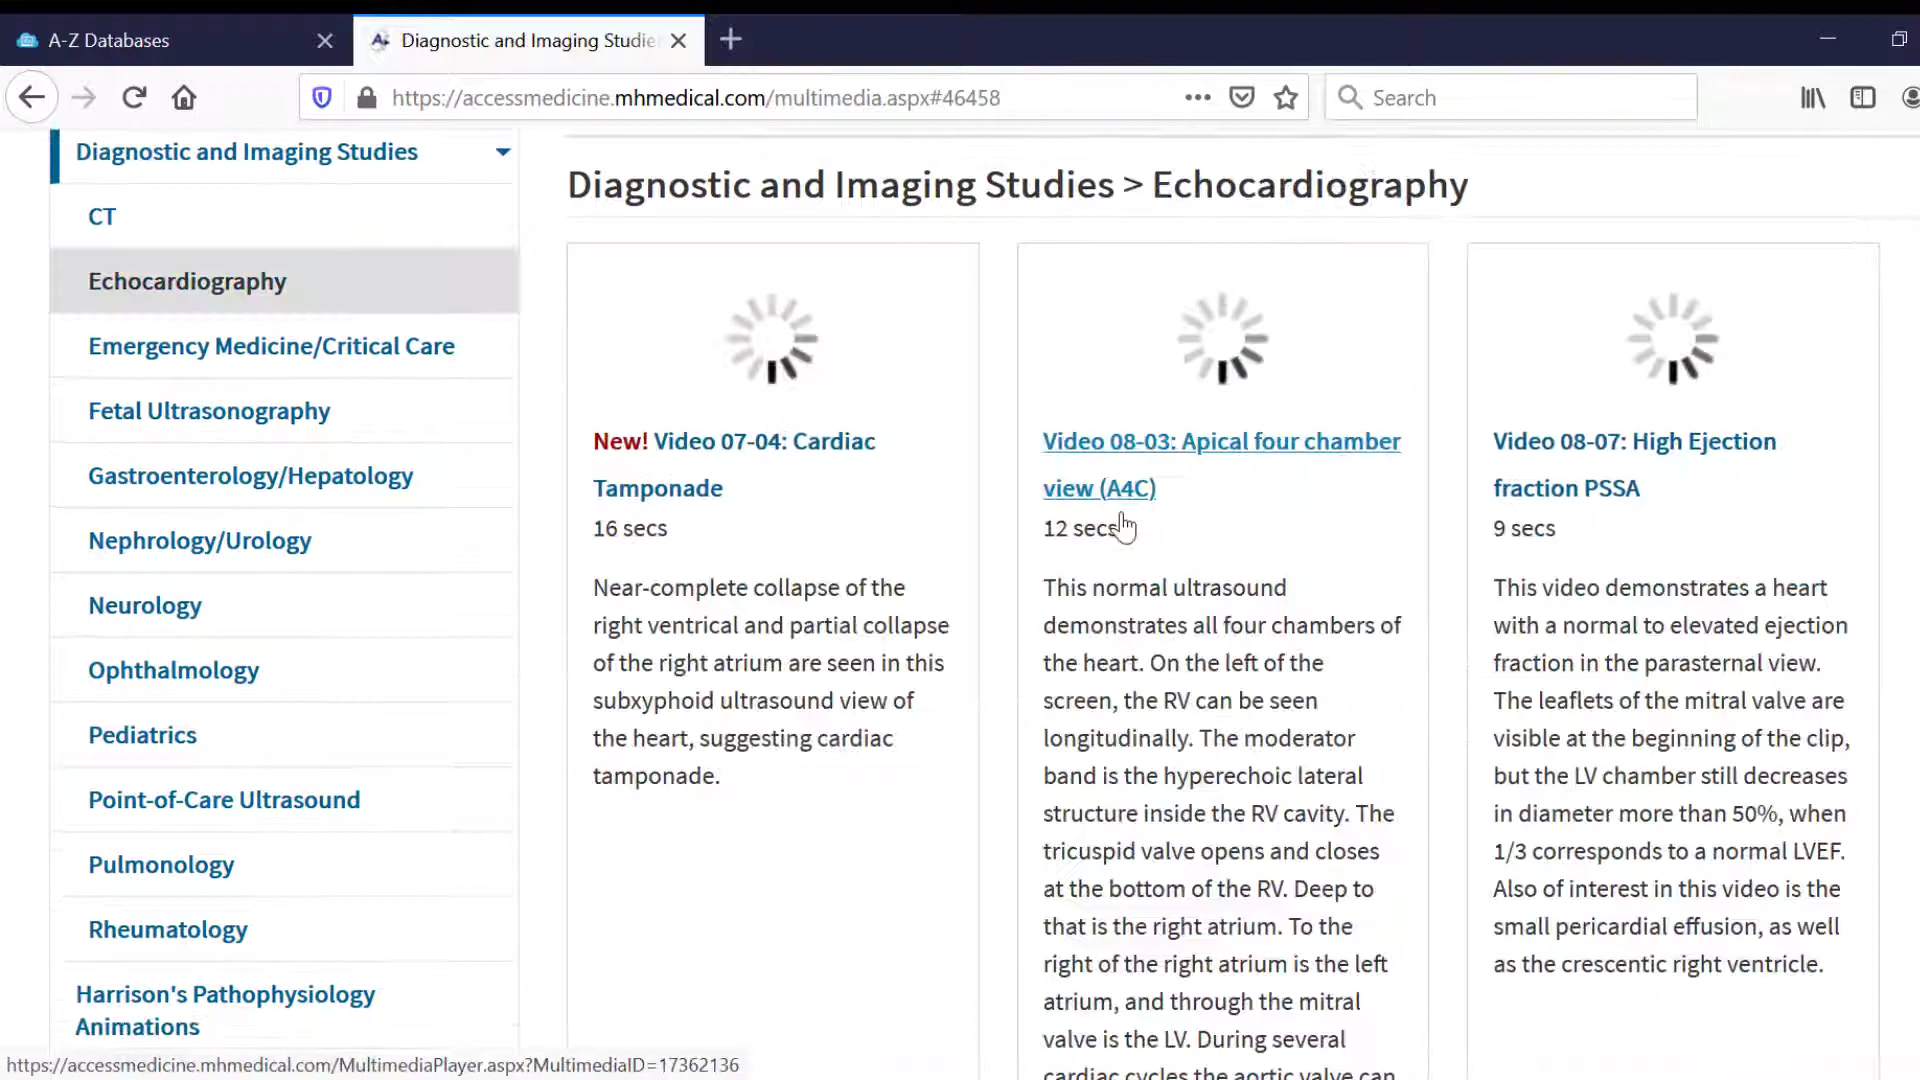 A-Z Databases
Diagnostic and Imaging Studie
https://accessmedicine.mhmedical.com/multimedia.aspx#46458
Search
Diagnostic and Imaging Studies
CT
Echocardiography
Emergency Medicine/Critical Care
Fetal Ultrasonography
Gastroenterology/Hepatology
Nephrology/Urology
Neurology
Ophthalmology
Pediatrics
Point-of-Care Ultrasound
Pulmonology
Rheumatology
Harrison's Pathophysiology
Animations
Diagnostic and Imaging Studies > Echocardiography
New! Video 07-04: Cardiac
Tamponade
16 secs
Near-complete collapse of the
right ventrical and partial collapse
of the right atrium are seen in this
subxyphoid ultrasound view of
the heart, suggesting cardiac
tamponade.
Video 08-03: Apical four chamber
view (A4C)
12 secs
This normal ultrasound
demonstrates all four chambers of
the heart. On the left of the
screen, the RV can be seen
longitudinally. The moderator
band is the hyperechoic lateral
structure inside the RV cavity. The
tricuspid valve opens and closes
at the bottom of the RV. Deep to
that is the right atrium. To the
right of the right atrium is the left
atrium, and through the mitral
valve is the LV. During several
cardiac cycles the aortic valve can
Video 08-07: High Ejection
fraction PSSA
9 secs
This video demonstrates a heart
with a normal to elevated ejection
fraction in the parasternal view.
The leaflets of the mitral valve are
visible at the beginning of the clip,
but the LV chamber still decreases
in diameter more than 50%, when
1/3 corresponds to a normal LVEF.
Also of interest in this video is the
small pericardial effusion, as well
as the crescentic right ventricle.
https://accessmedicine.mhmedical.com/MultimediaPlayer.aspx?MultimediaID=17362136